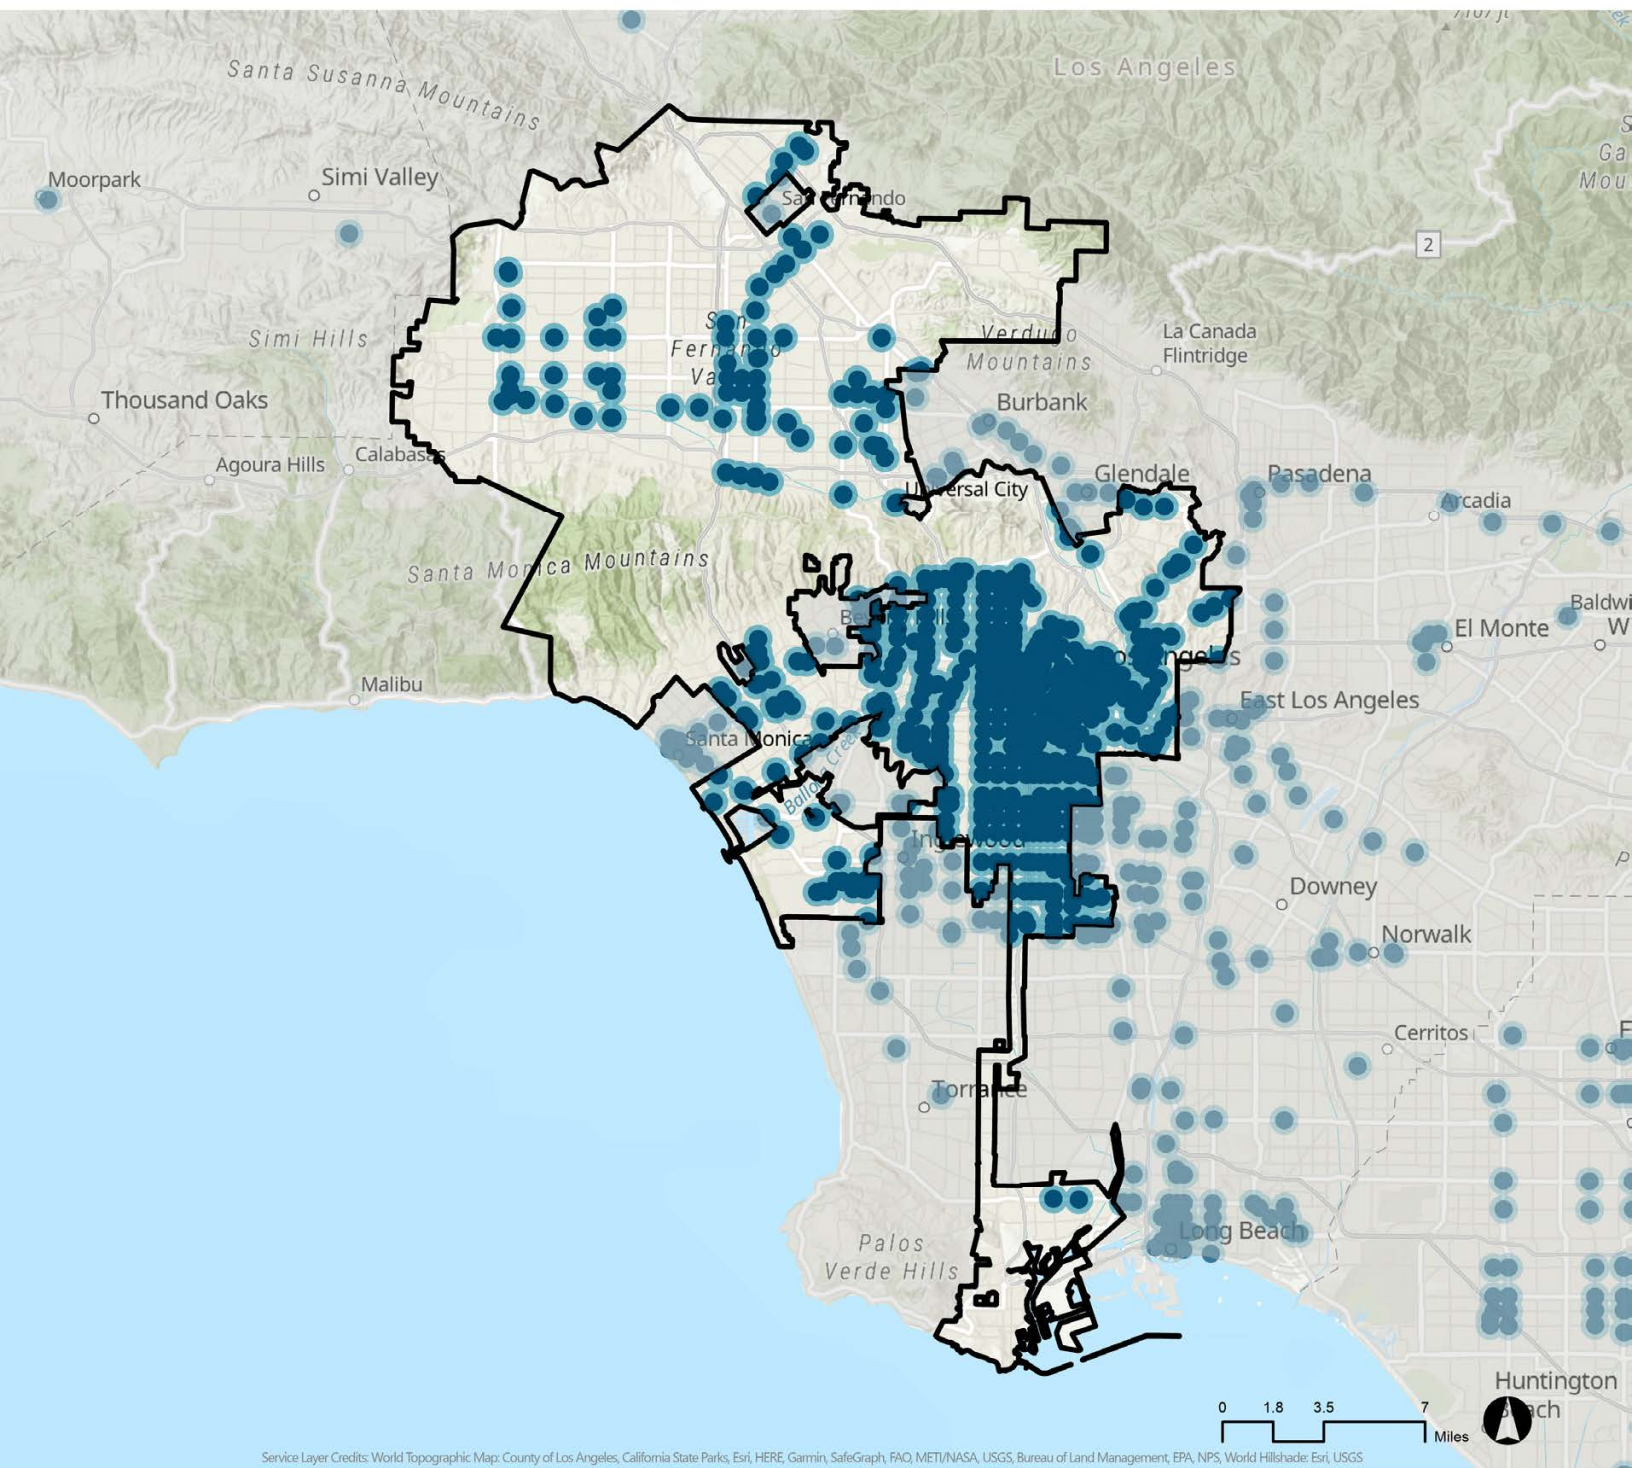 7107 ft
Santa Susanna Mountains
Los Angeles
Moorpark
Simi Valley
San Fernando
2
Simi Hills
San
Fernando
Verdugo
Mountains
La Canada
Flintridge
Thousand Oaks
Burbank
Agoura Hills
Calabasas
Universal City
Glendale
Pasadena
Arcadia
Santa Monica Mountains
Baldwi
W
El Monte
Los Angeles
Malibu
East Los Angeles
Santa Monica
Ballona Creek
Inglewood
Downey
Norwalk
Cerritos
Torrance
Palos
Verde Hills
Long Beach
Huntington
Beach
0 1.8 3.5 7
Miles
Service Layer Credits: World Topographic Map: County of Los Angeles, California State Parks, Esri, HERE, Garmin, SafeGraph, FAO, METI/NASA, USGS, Bureau of Land Management, EPA, NPS, World Hillshade: Esri, USGS